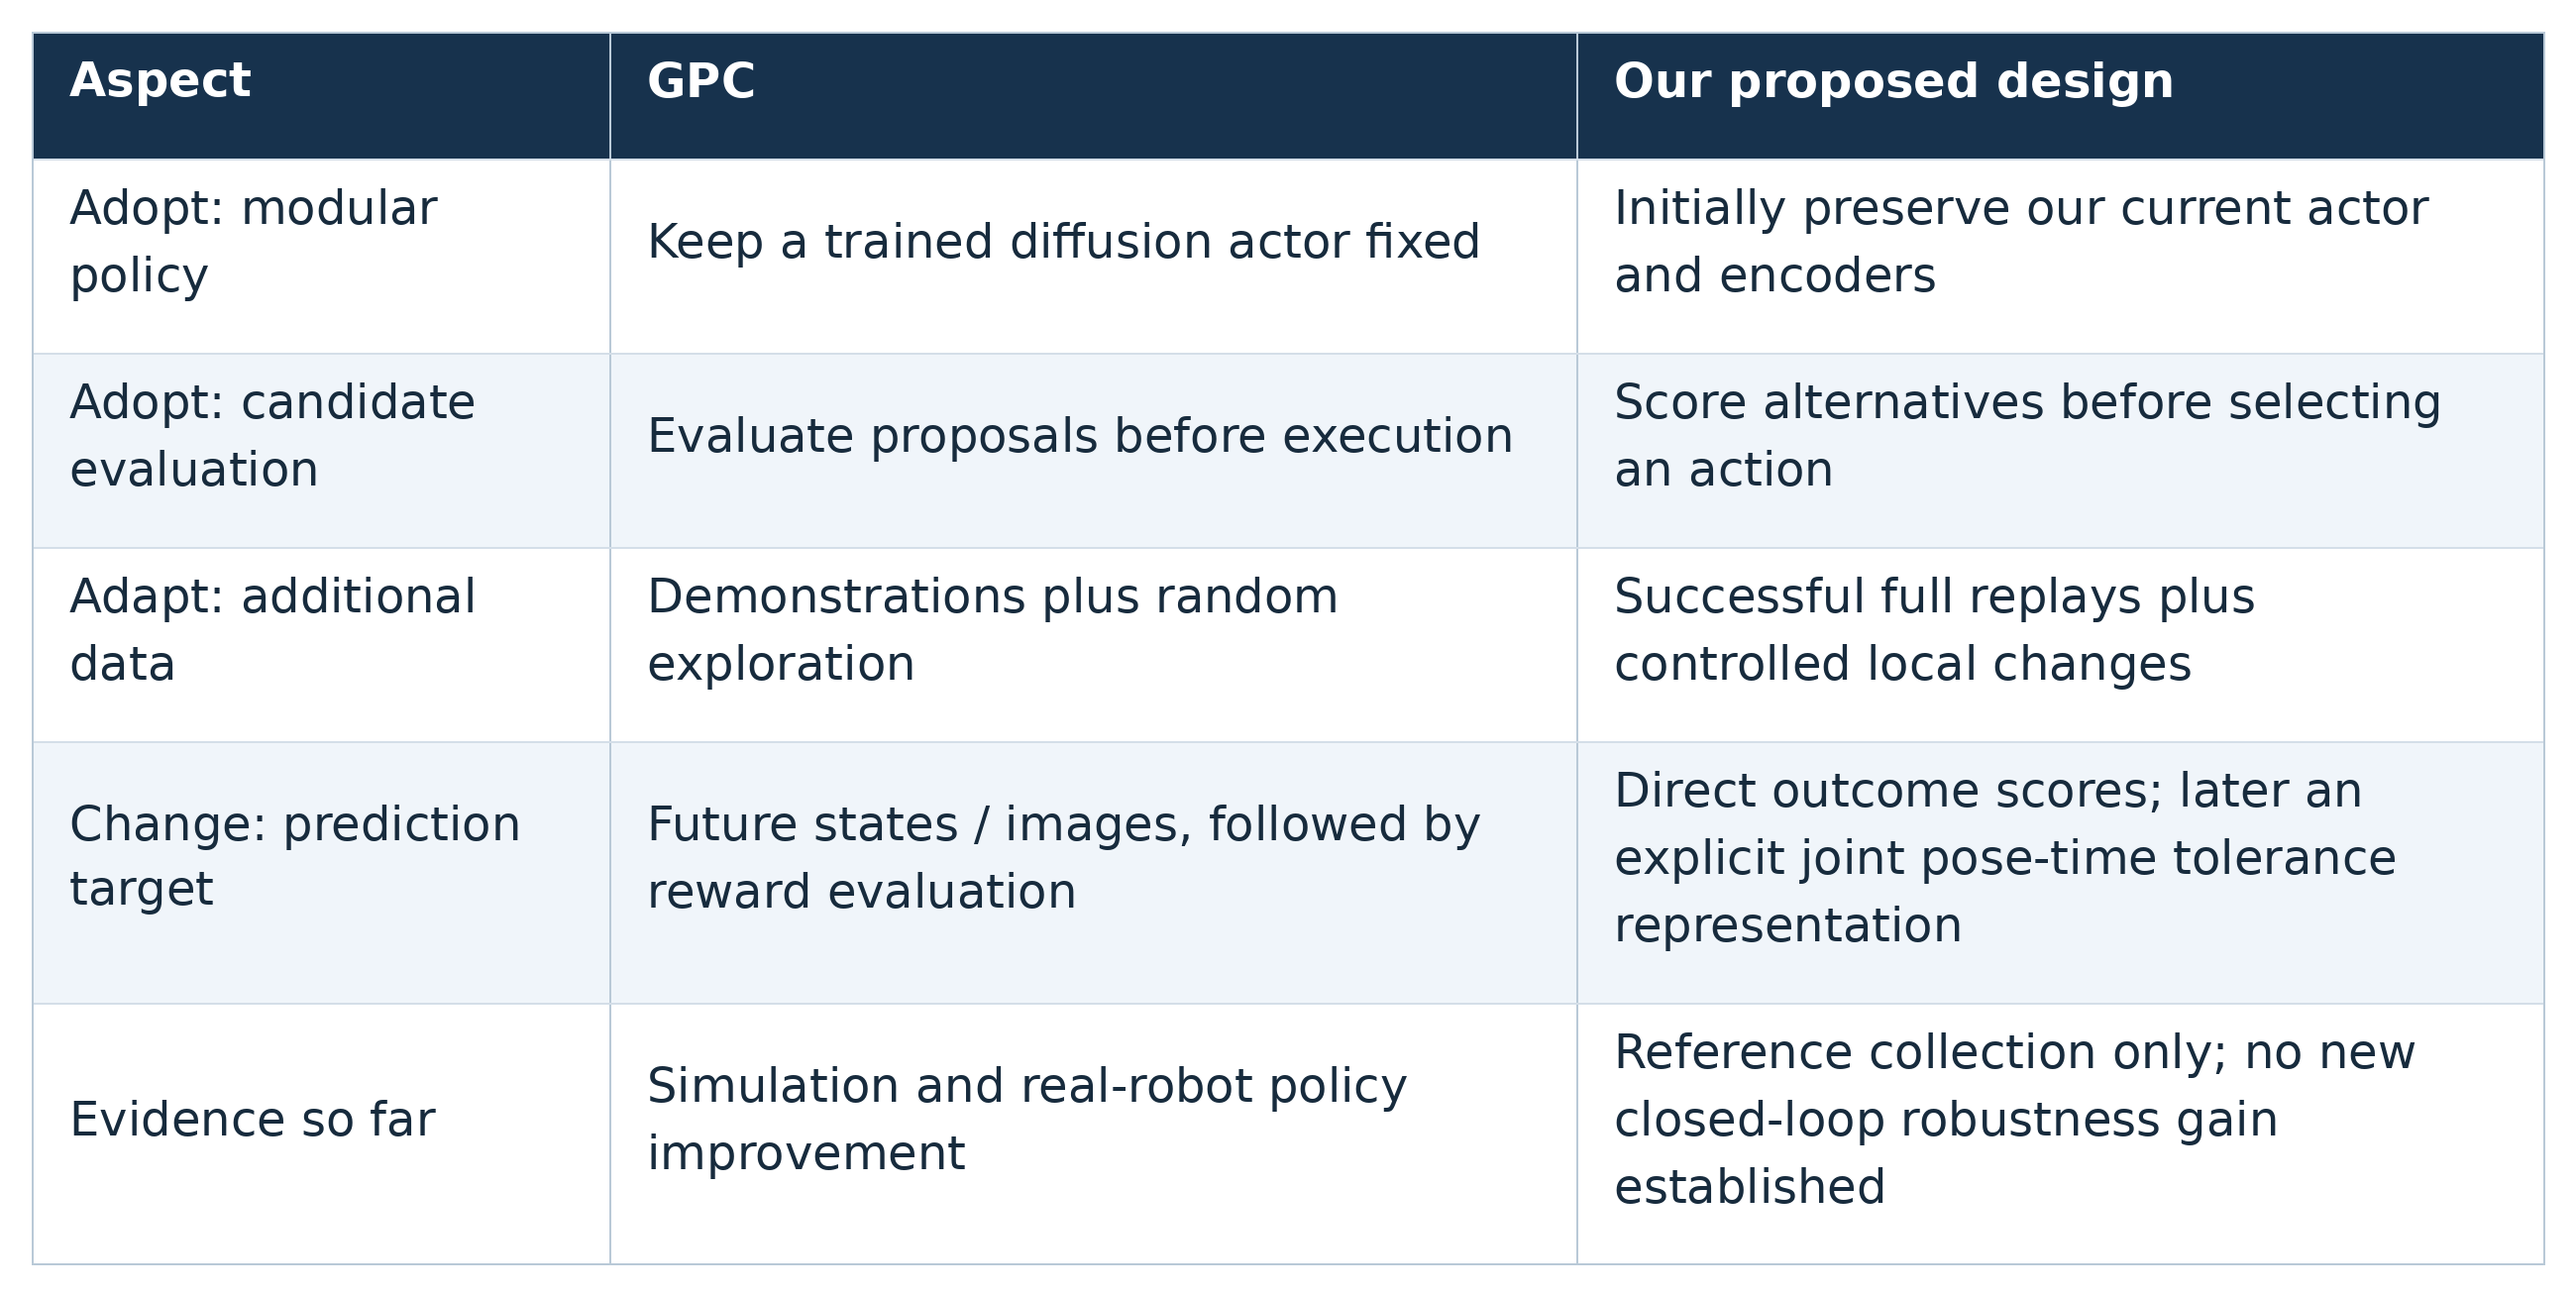 Aspect
GPC
Our proposed design
Adopt: modular
policy
Keep a trained diffusion actor fixed
Initially preserve our current actor
and encoders
Adopt: candidate
evaluation
Evaluate proposals before execution
Score alternatives before selecting
an action
Adapt: additional
data
Demonstrations plus random
exploration
Successful full replays plus
controlled local changes
Change: prediction
target
Future states / images, followed by
reward evaluation
Direct outcome scores; later an
explicit joint pose-time tolerance
representation
Evidence so far
Simulation and real-robot policy
improvement
Reference collection only; no new
closed-loop robustness gain
established